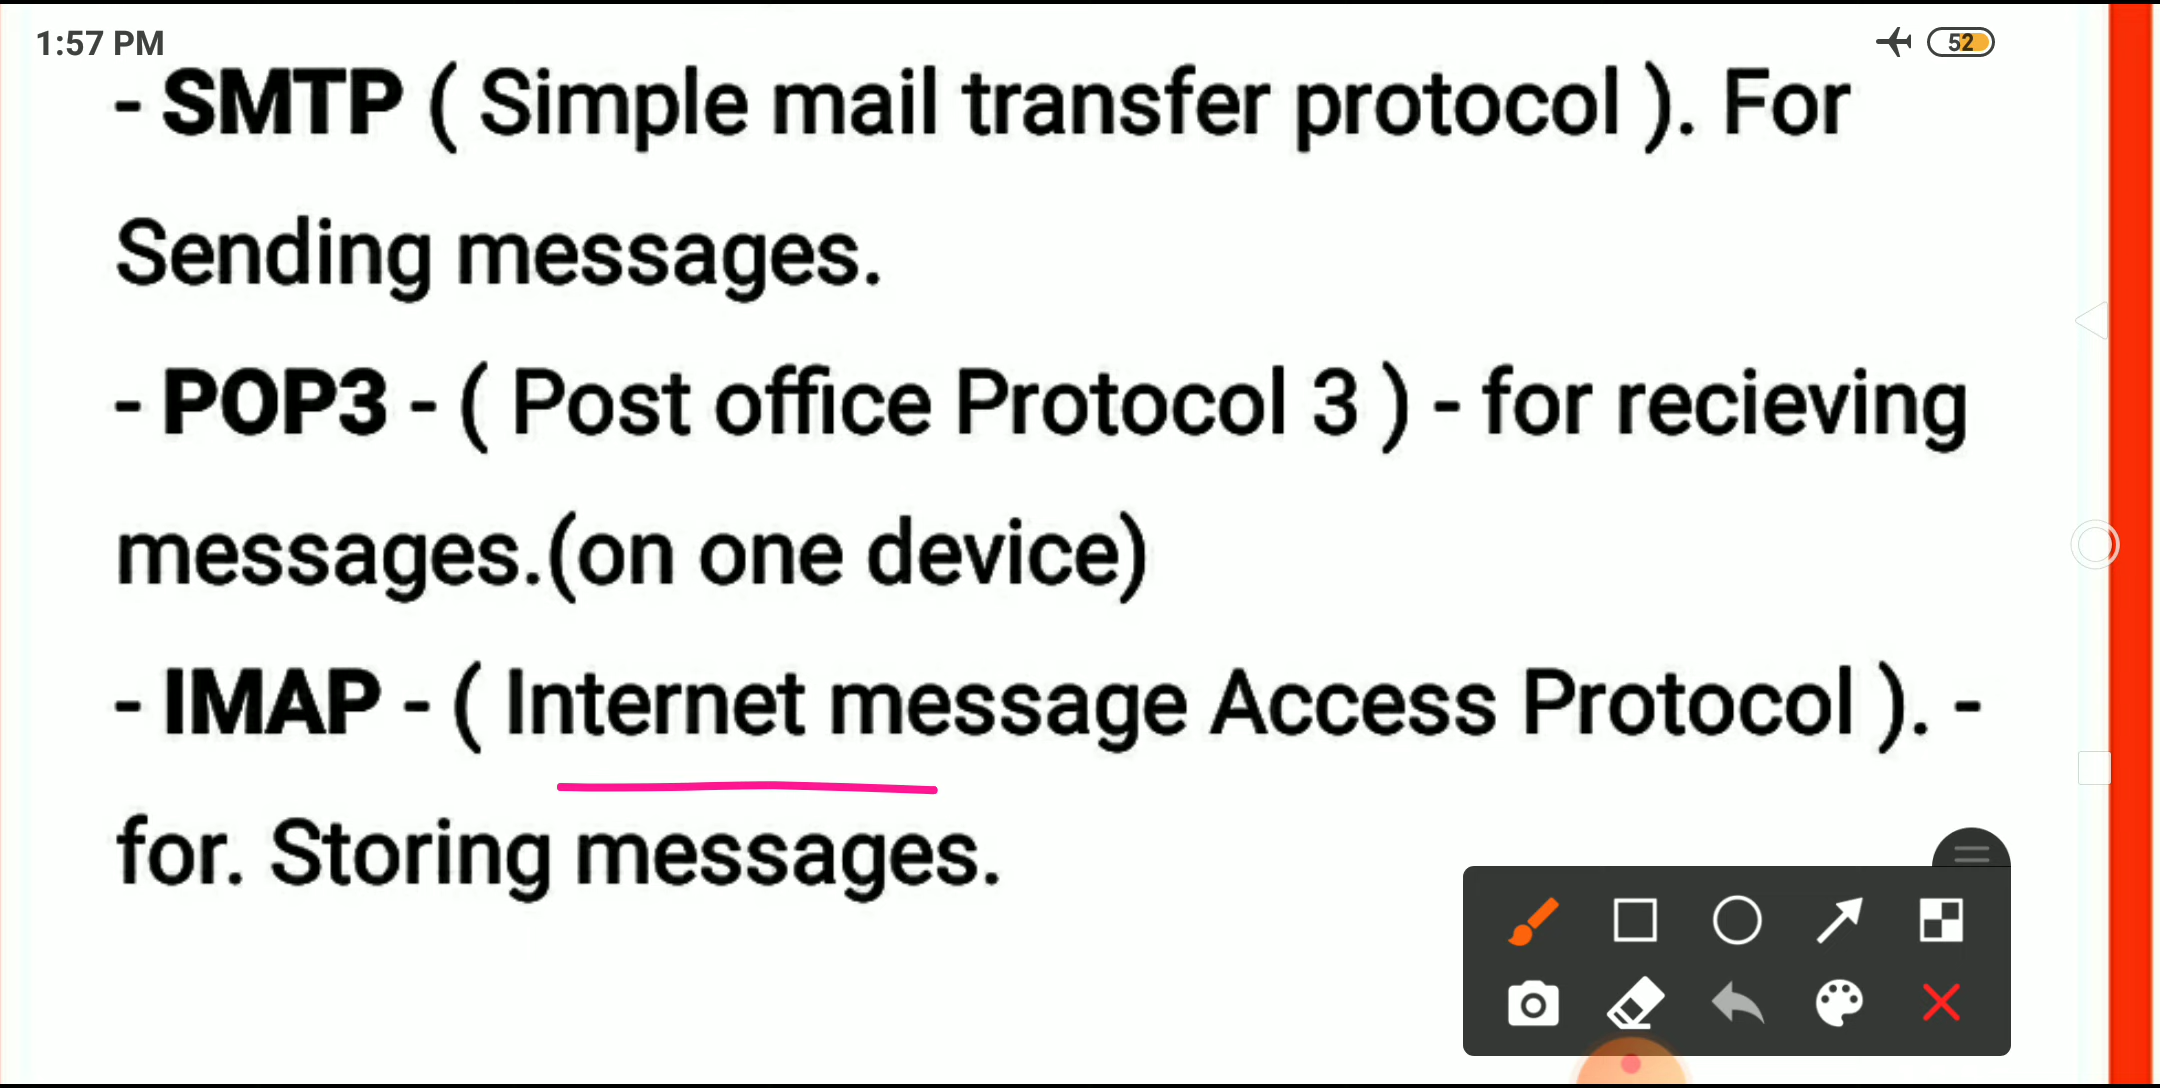 1:57 PM
52
- SMTP ( Simple mail transfer protocol ). For
Sending messages.
- POP3 - ( Post office Protocol 3 ) - for recieving
messages.(on one device)
- IMAP - ( Internet message Access Protocol ). -
for. Storing messages.